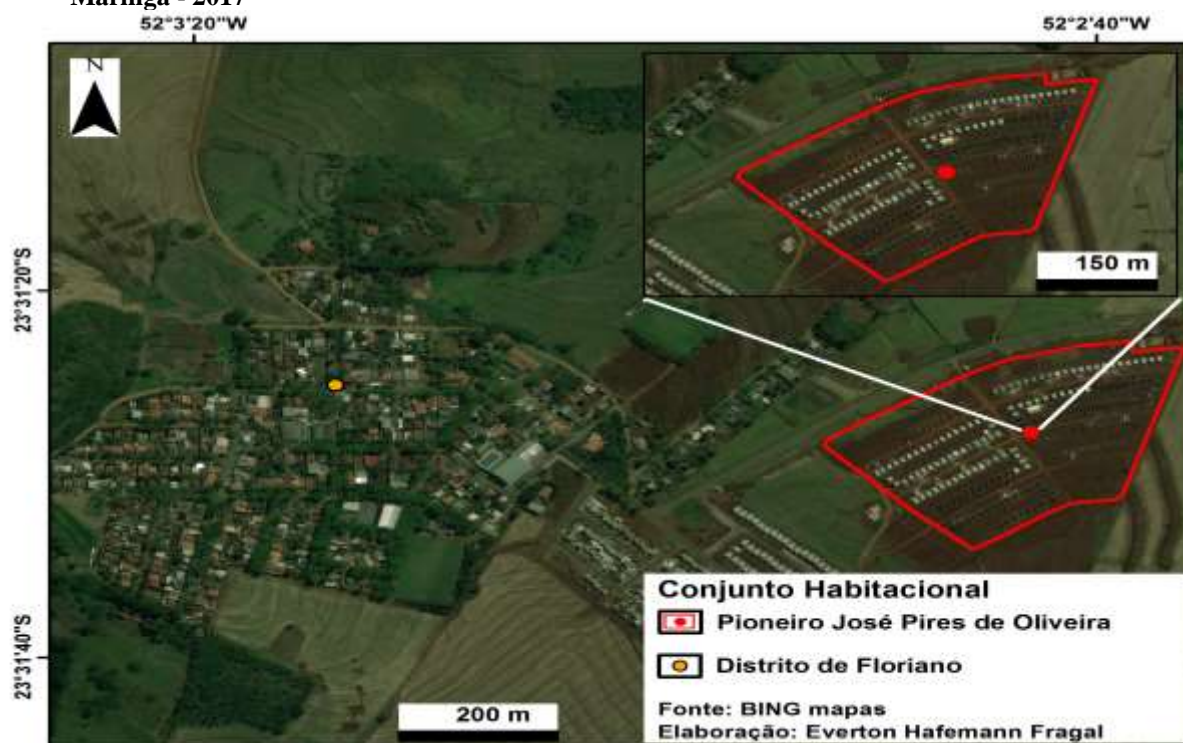 Maringá - 2017
52°3'20"W
52°2'40"W
N
150 m
23°31'20"S
23°31'40"S
Conjunto Habitacional
Pioneiro José Pires de Oliveira
Distrito de Floriano
200 m
Fonte: BING mapas
Elaboração: Everton Hafemann Fragal